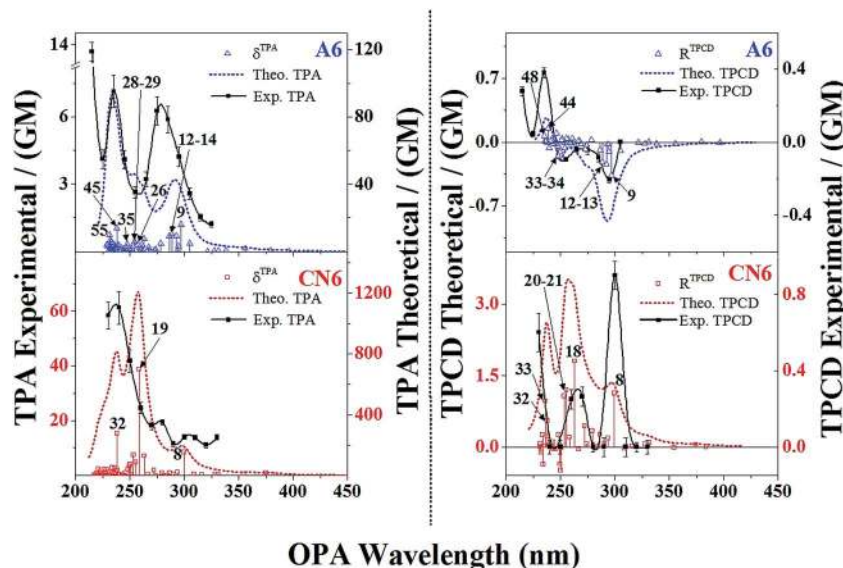 TPA Experimental / (GM)
14
6
3
A6
δTPA
Theo. TPA
Exp. TPA
28-29
12-14
45
55
35
26
9
120
80
40
0
TPA Theoretical / (GM)
60
40
20
CN6
δTPA
Theo. TPA
Exp. TPA
19
32
8
1200
800
400
0
200 250 300 350 400 450
TPCD Theoretical / (GM)
0.7
0.0
-0.7
A6
RTPCD
Theo. TPCD
Exp. TPCD
48
44
33-34
12-13
9
0.4
0.2
0.0
-0.2
-0.4
TPCD Experimental / (GM)
3.0
1.5
0.0
CN6
RTPCD
Theo. TPCD
Exp. TPCD
20-21
18
33
32
8
0.8
0.4
0.0
200 250 300 350 400 450
OPA Wavelength (nm)